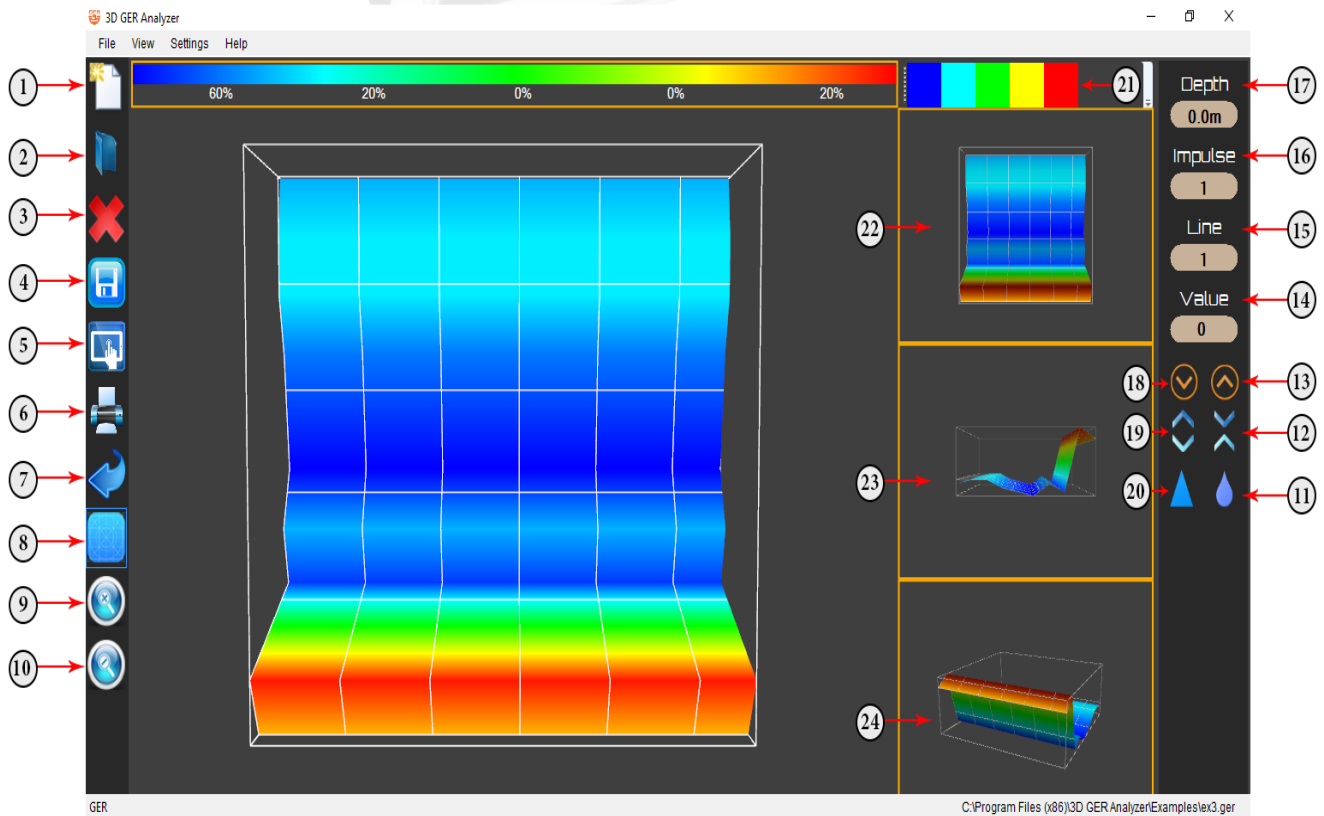 3D GER Analyzer
File View Settings Help
60% 20% 0% 0% 20%
1
2
3
4
5
6
7
8
9
10
21
22
23
24
Depth
17
0.0m
Impulse
16
1
Line
15
1
Value
14
0
18
13
19
12
20
11
GER
C:\Program Files (x86)\3D GER Analyzer\Examples\ex3.ger